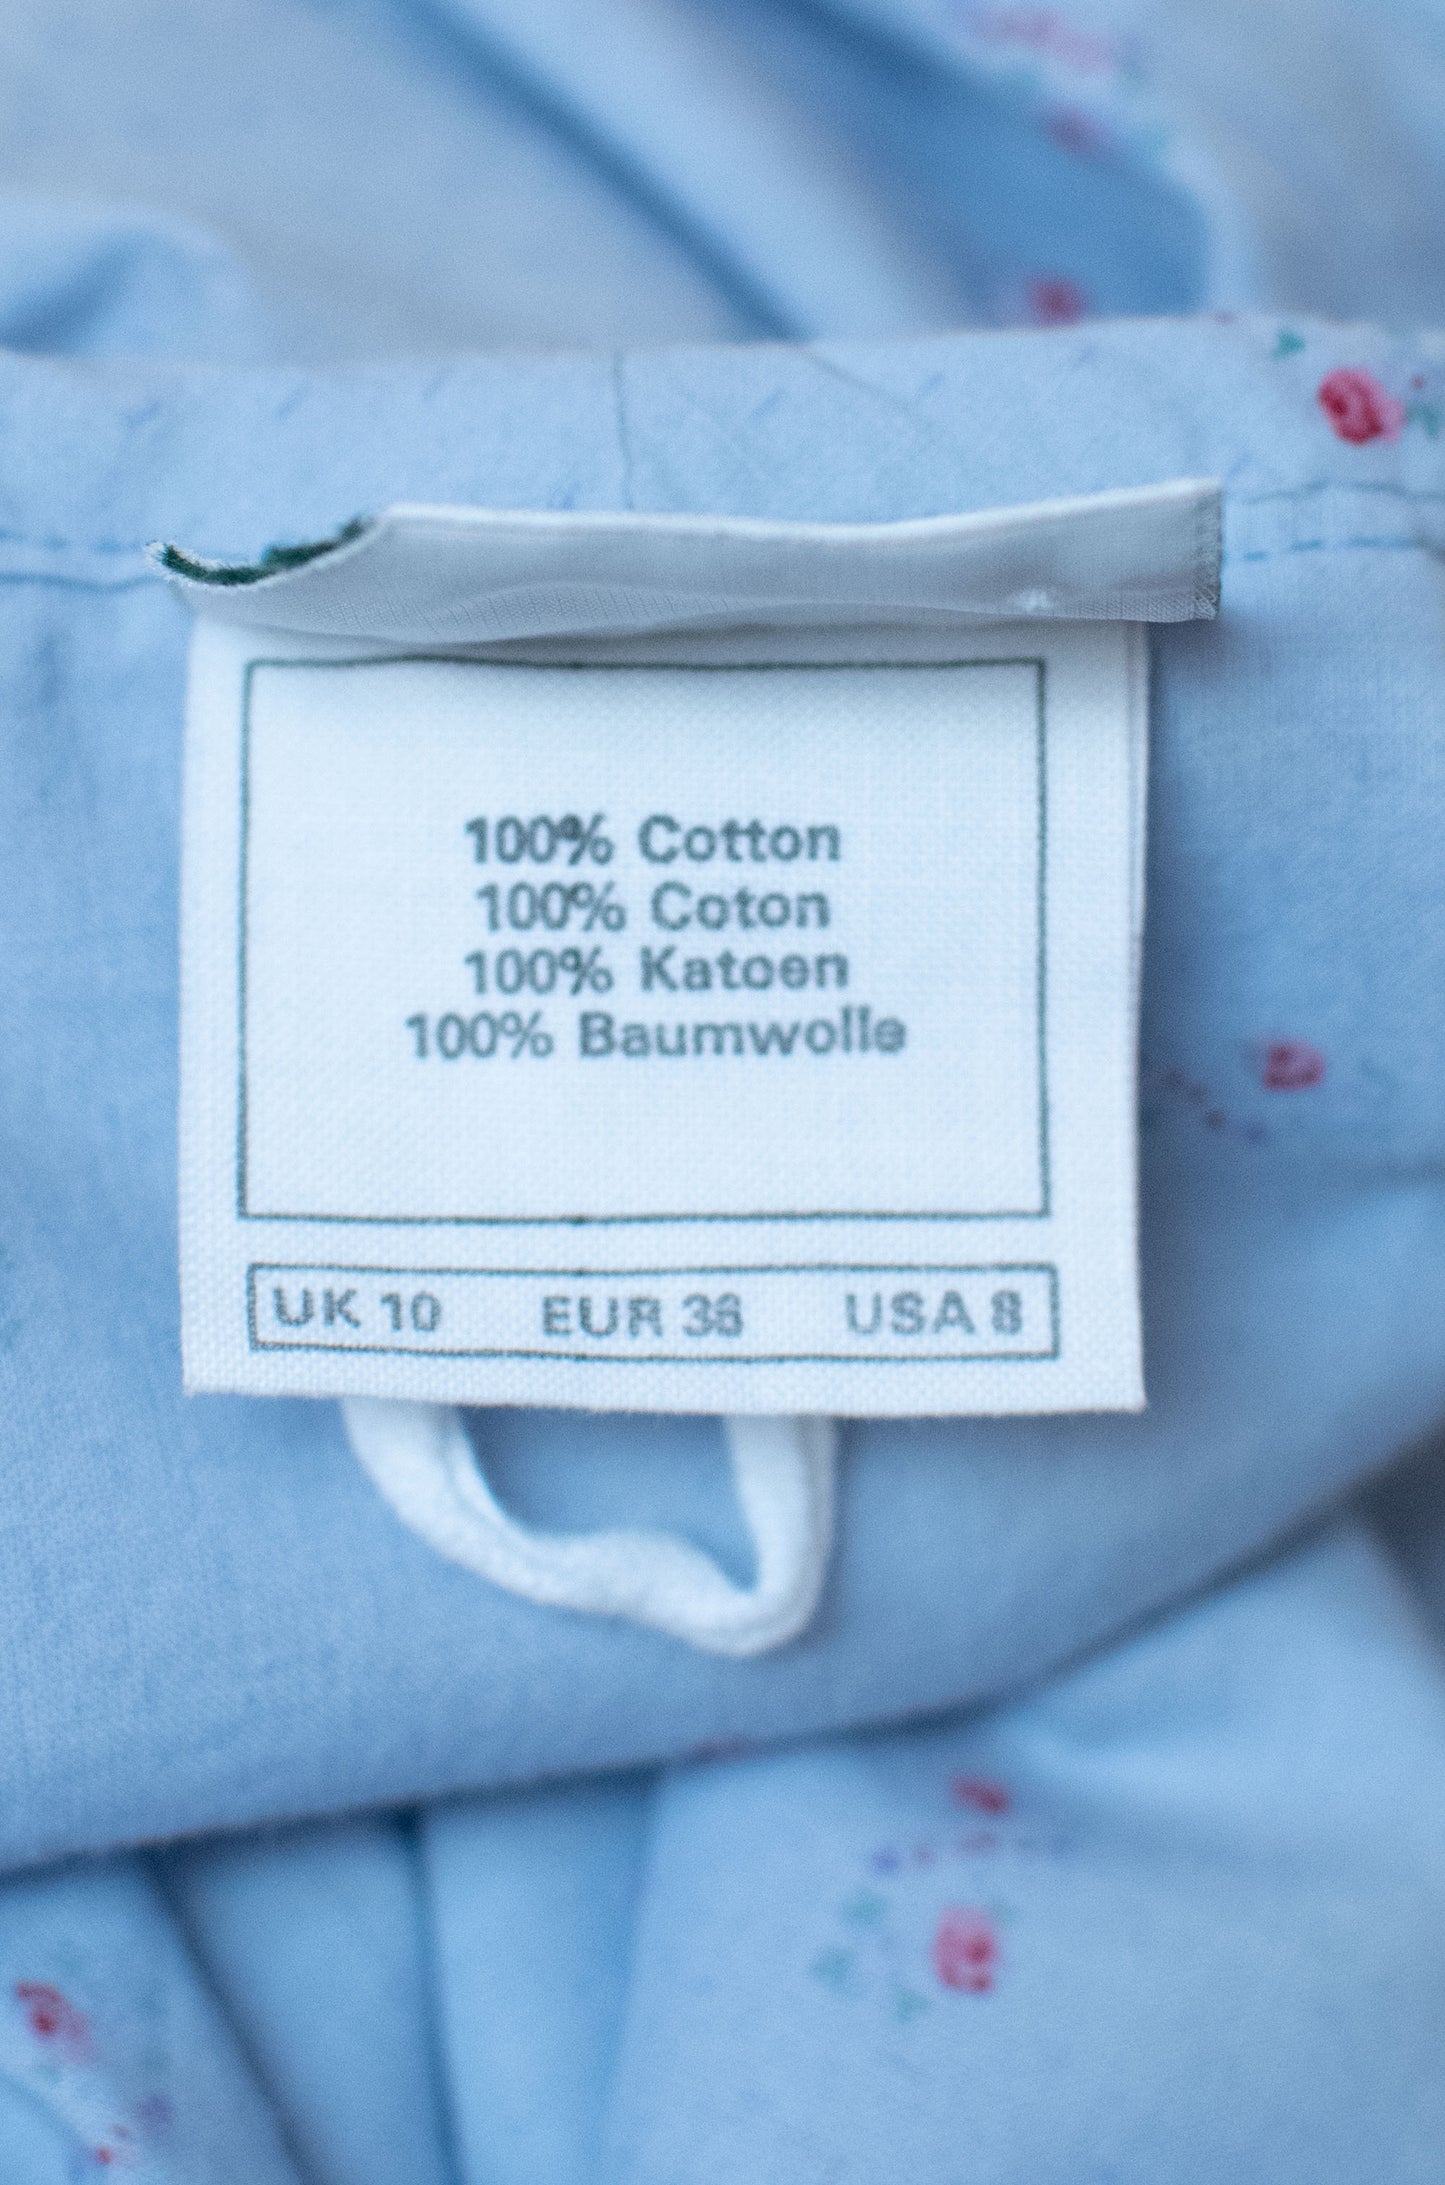 100% Cotton
100% Coton
100% Katoen
100% Baumwolle
UK 10 EUR 36 USA 8